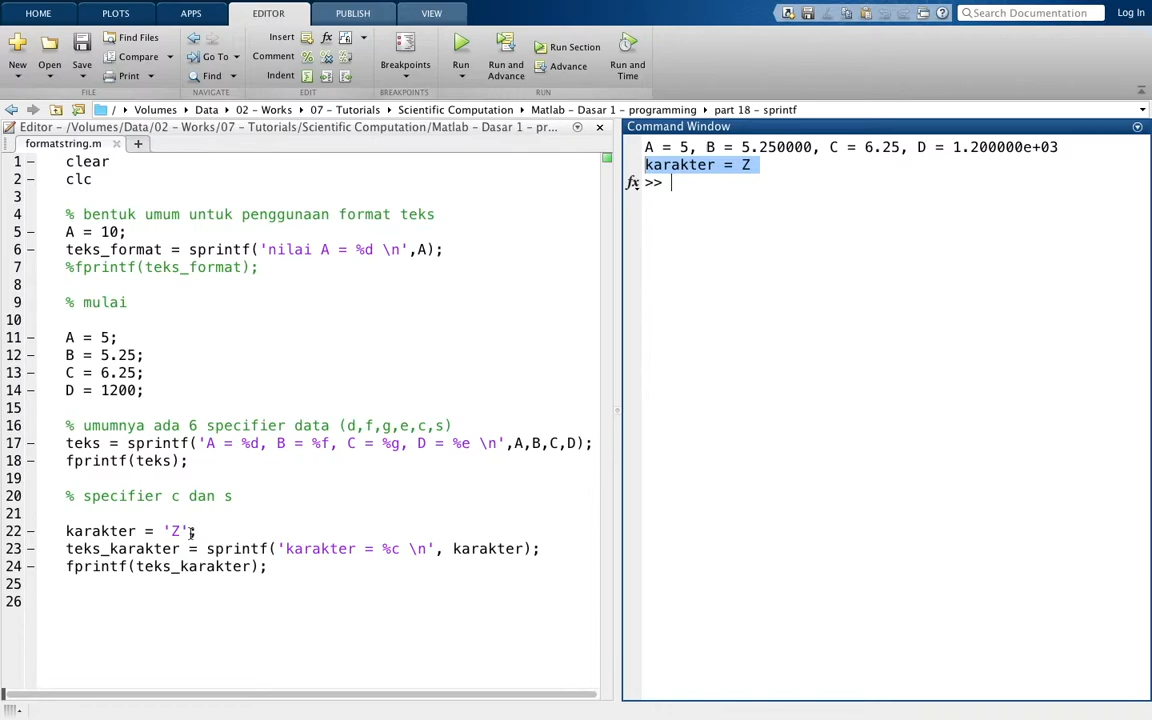 HOME PLOTS APPS EDITOR PUBLISH VIEW Search Documentation Log In
New Open Save Find Files Compare Print Go To Find Insert Comment Indent fx Breakpoints Run Run and Advance Run Section Advance Run and Time
FILE NAVIGATE EDIT BREAKPOINTS RUN
/ Volumes Data 02 - Works 07 - Tutorials Scientific Computation Matlab - Dasar 1 - programming part 18 - sprintf
Editor - /Volumes/Data/02 - Works/07 - Tutorials/Scientific Computation/Matlab - Dasar 1 - pr...
formatstring.m
1 clear
2 clc
3
4 % bentuk umum untuk penggunaan format teks
5 A = 10;
6 teks_format = sprintf('nilai A = %d \n',A);
7 %fprintf(teks_format);
8
9 % mulai
10
11 A = 5;
12 B = 5.25;
13 C = 6.25;
14 D = 1200;
15
16 % umumnya ada 6 specifier data (d,f,g,e,c,s)
17 teks = sprintf('A = %d, B = %f, C = %g, D = %e \n',A,B,C,D);
18 fprintf(teks);
19
20 % specifier c dan s
21
22 karakter = 'Z';
23 teks_karakter = sprintf('karakter = %c \n', karakter);
24 fprintf(teks_karakter);
25
26
Command Window
A = 5, B = 5.250000, C = 6.25, D = 1.200000e+03
karakter = Z
fx >>